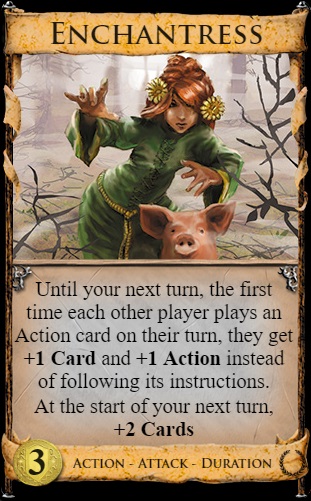 Enchantress
Until your next turn, the first
time each other player plays an
Action card on their turn, they get
+1 Card and +1 Action instead
of following its instructions.
At the start of your next turn,
+2 Cards
3 Action - Attack - Duration